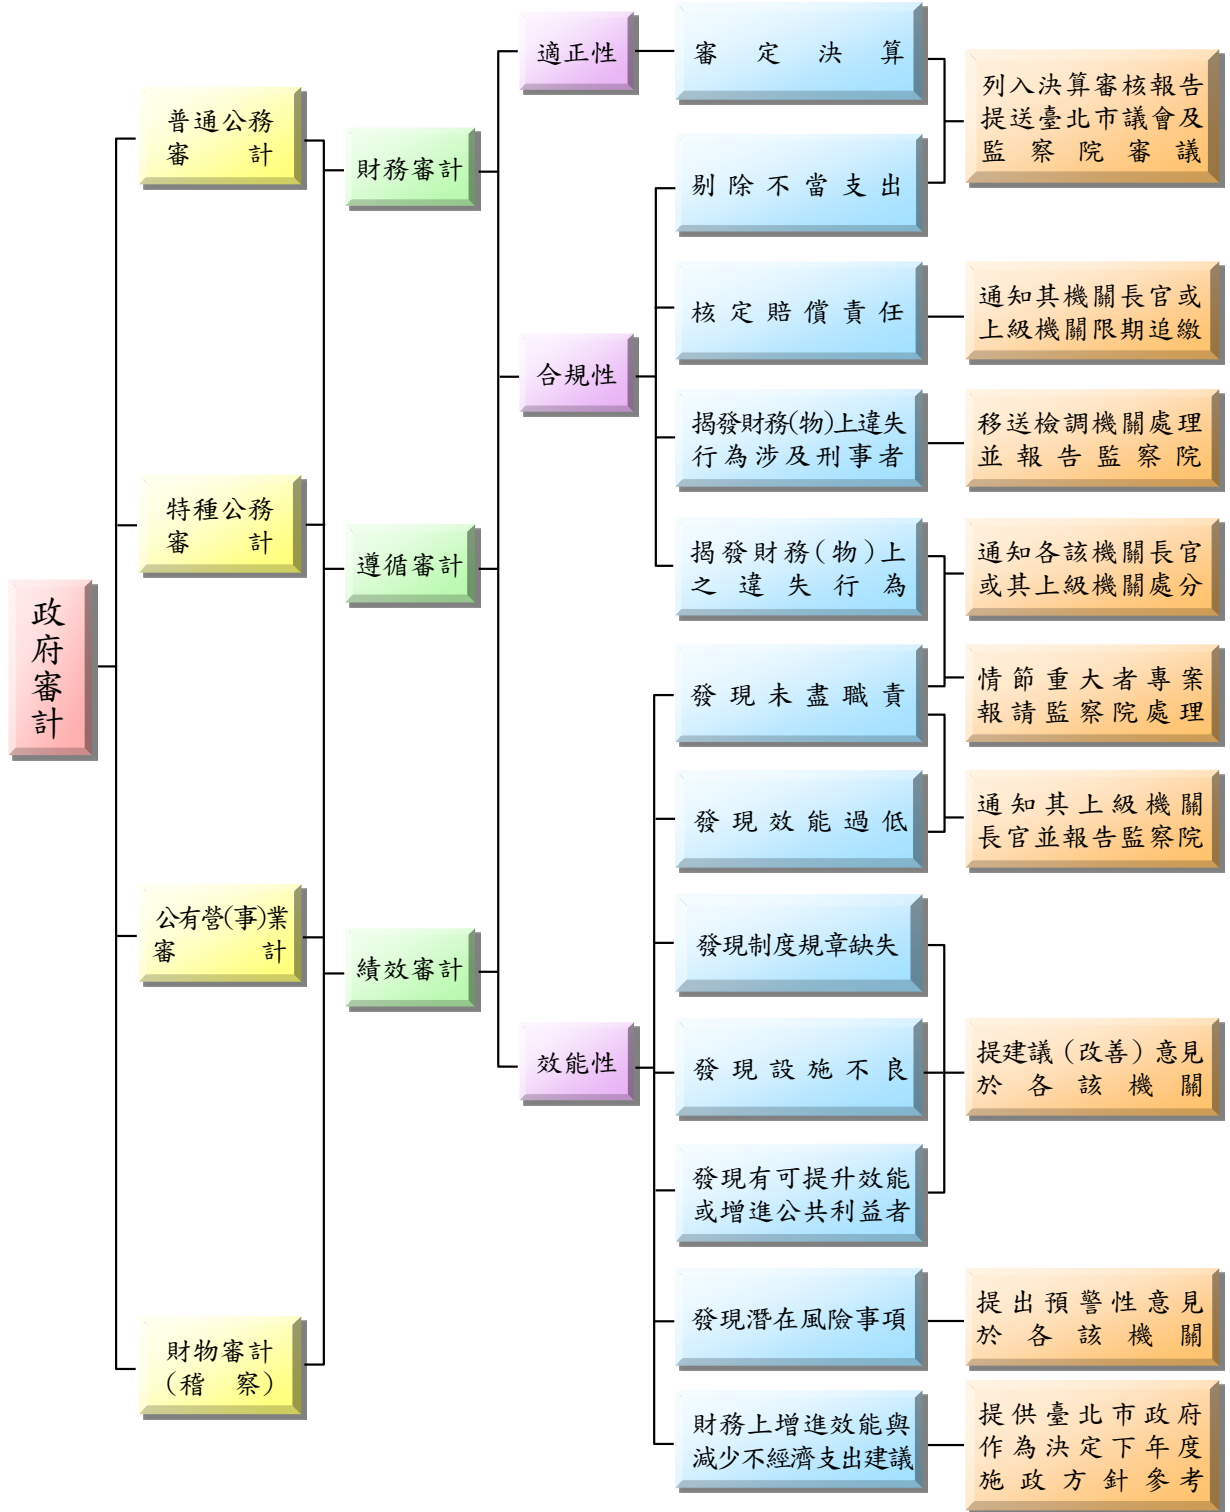 政府審計
普通公務
審計
特種公務
審計
公有營(事)業
審計
財物審計
(稽察)
財務審計
遵循審計
績效審計
適正性
合規性
效能性
審定決算
剔除不當支出
核定賠償責任
揭發財務(物)上違失
行為涉及刑事者
揭發財務(物)上
之違失行為
發現未盡職責
發現效能過低
發現制度規章缺失
發現設施不良
發現有可提升效能
或增進公共利益者
發現潛在風險事項
財務上增進效能與
減少不經濟支出建議
列入決算審核報告
提送臺北市議會及
監察院審議
通知其機關長官或
上級機關限期追繳
移送檢調機關處理
並報告監察院
通知各該機關長官
或其上級機關處分
情節重大者專案
報請監察院處理
通知其上級機關
長官並報告監察院
提建議（改善）意見
於各該機關
提出預警性意見
於各該機關
提供臺北市政府
作為決定下年度
施政方針參考